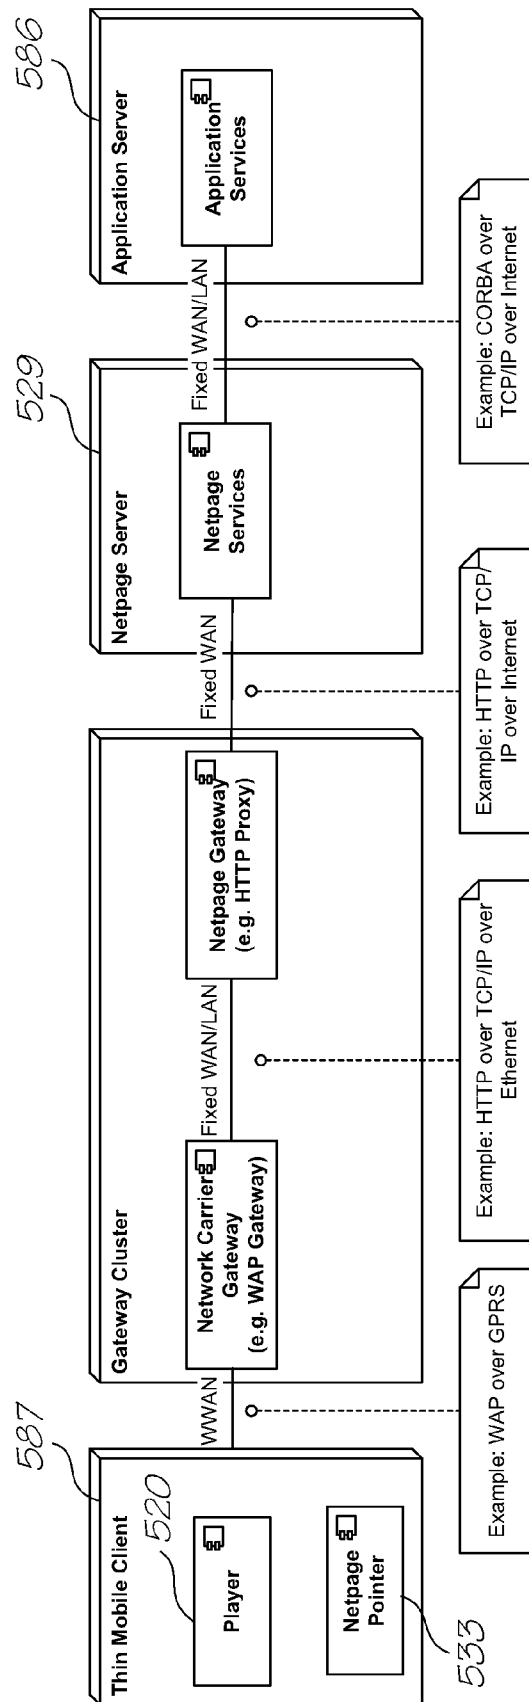 587
Thin Mobile Client
520
Player
Netpage
Pointer
533
WWAN
Example: WAP over GPRS
Gateway Cluster
Network Carrier
Gateway
(e.g. WAP Gateway)
Fixed WAN/LAN
Example: HTTP over TCP/IP over
Ethernet
Netpage Gateway
(e.g. HTTP Proxy)
Fixed WAN
Example: HTTP over TCP/
IP over Internet
529
Netpage Server
Netpage
Services
Fixed WAN/LAN
Example: CORBA over
TCP/IP over Internet
586
Application Server
Application
Services